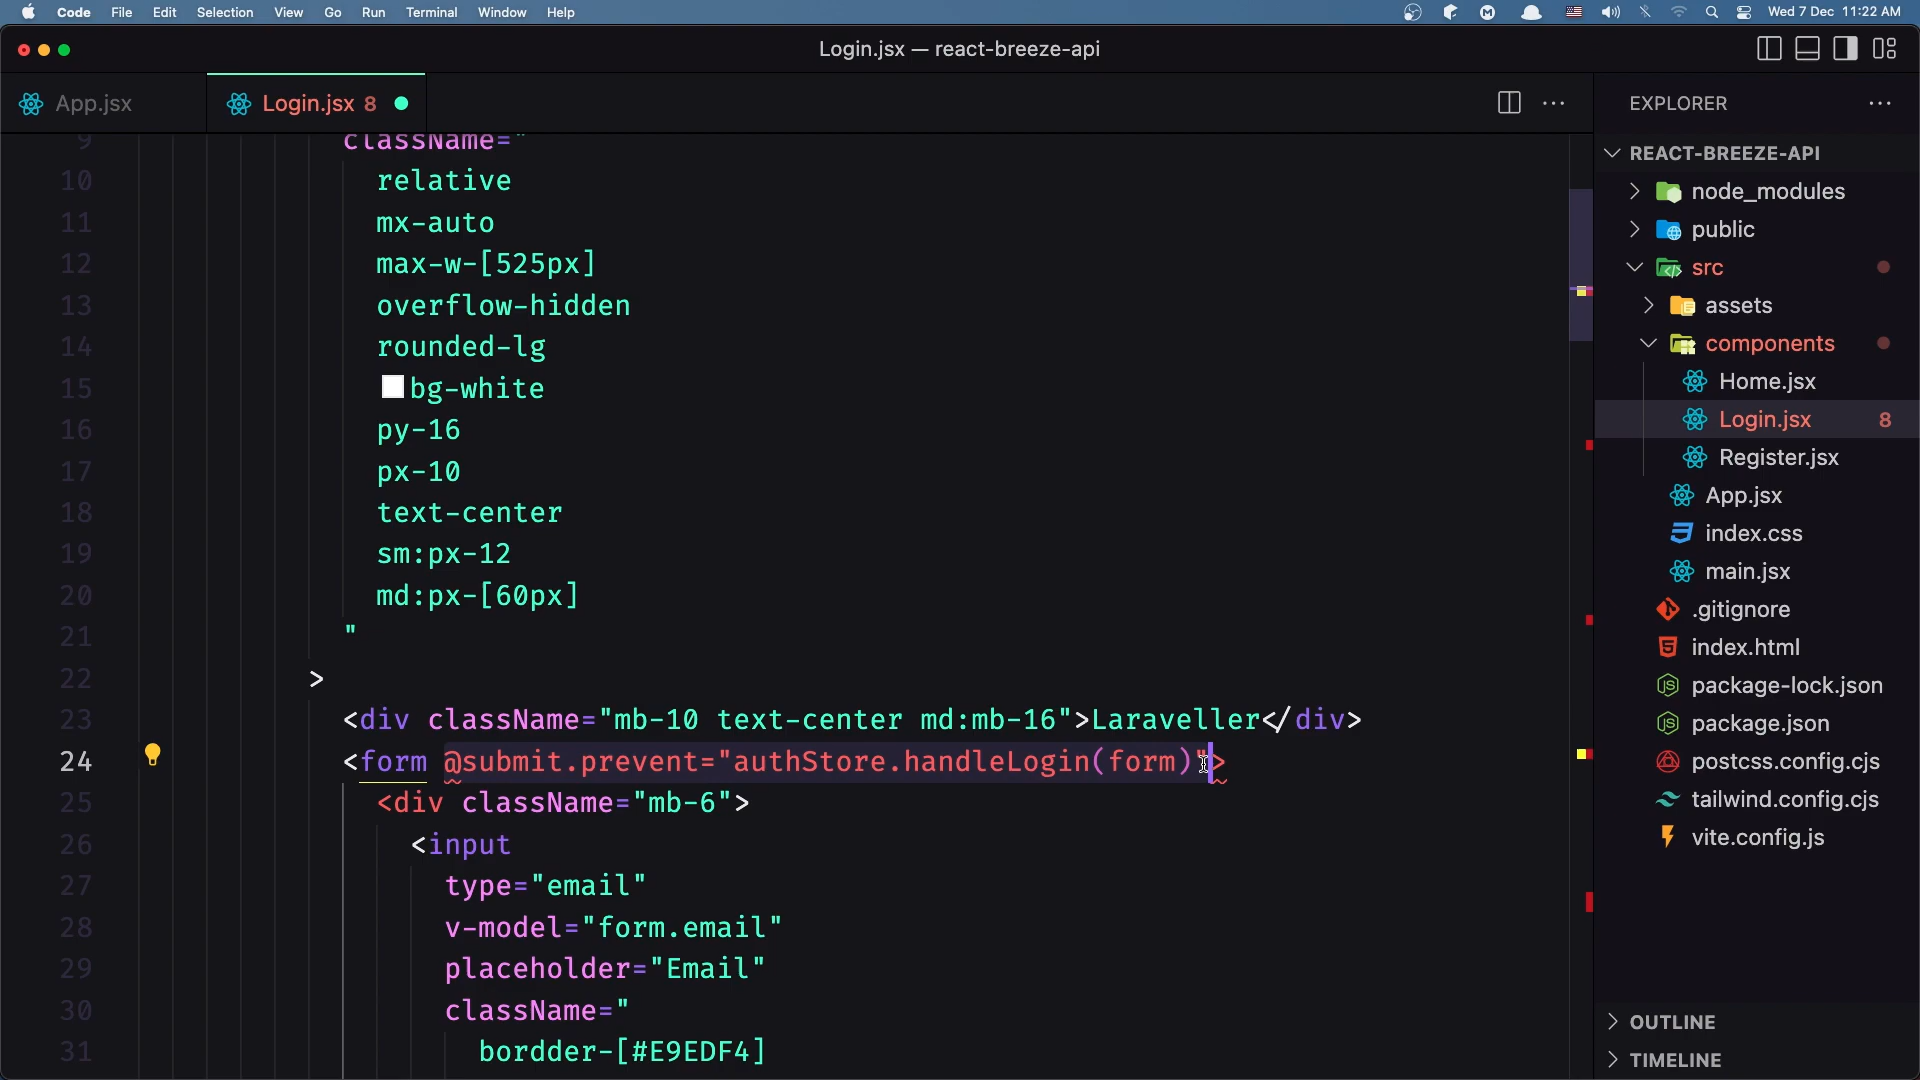 Code File Edit Selection View Go Run Terminal Window Help
Wed 7 Dec 11:22 AM
Login.jsx — react-breeze-api
App.jsx
Login.jsx 8
9 className="
10 relative
11 mx-auto
12 max-w-[525px]
13 overflow-hidden
14 rounded-lg
15 bg-white
16 py-16
17 px-10
18 text-center
19 sm:px-12
20 md:px-[60px]
21 "
22 >
23 <div className="mb-10 text-center md:mb-16">Laraveller</div>
24 <form @submit.prevent="authStore.handleLogin(form)">
25 <div className="mb-6">
26 <input
27 type="email"
28 v-model="form.email"
29 placeholder="Email"
30 className="
31 bordder-[#E9EDF4]
EXPLORER
REACT-BREEZE-API
node_modules
public
src
assets
components
Home.jsx
Login.jsx 8
Register.jsx
App.jsx
index.css
main.jsx
.gitignore
index.html
package-lock.json
package.json
postcss.config.cjs
tailwind.config.cjs
vite.config.js
OUTLINE
TIMELINE